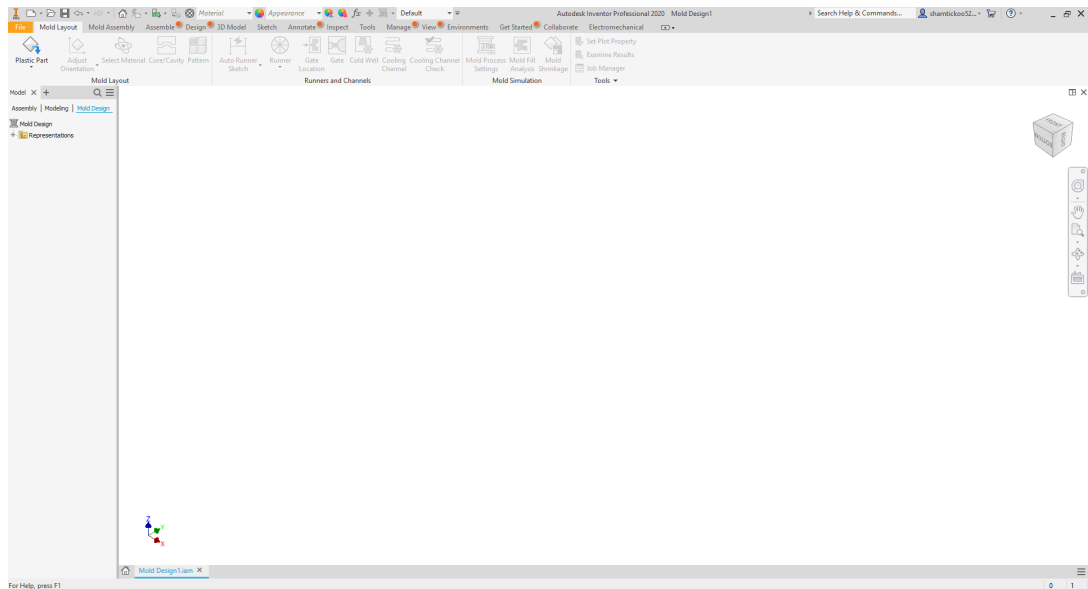 Material Appearance fx Default Autodesk Inventor Professional 2020 Mold Design1 Search Help & Commands... shamtickoo52...
File Mold Layout Mold Assembly Assemble Design 3D Model Sketch Annotate Inspect Tools Manage View Environments Get Started Collaborate Electromechanical
Plastic Part Adjust Orientation Select Material Core/Cavity Pattern Auto Runner Sketch Runner Gate Location Gate Cold Well Cooling Channel Cooling Channel Check Mold Process Settings Mold Fill Analysis Mold Shrinkage
Set Plot Property
Examine Results
Job Manager
Mold Layout Runners and Channels Mold Simulation Tools
Model × +
Assembly | Modeling | Mold Design
Mold Design
+ Representations
FRONT
BOTTOM
Z
Y
X
Mold Design1.iam ×
For Help, press F1 0 1